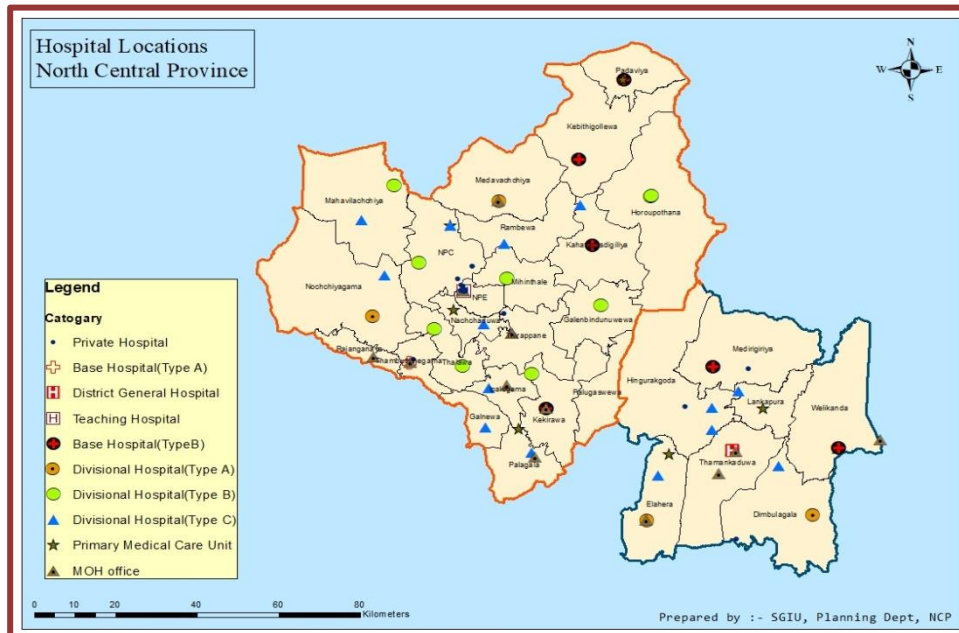 Hospital Locations
North Central Province
N
W
E
S
Padaviya
Kebithigollewa
Medavachchiya
Mahavilachchiya
Horoupothana
Rambewa
NPC
Mihinthale
Nochchiyagama
NPE
Nachchaduwa
Galenbindunuwewa
Medirigiriya
Hingurakgoda
Lankapura
Welikanda
Palugaswewa
Galnewa
Kekirawa
Palagala
Thamankaduwa
Elahera
Dimbulagala
Legend
Catogary
Private Hospital
Base Hospital(Type A)
H District General Hospital
H Teaching Hospital
Base Hospital(TypeB)
Divisional Hospital(Type A)
Divisional Hospital(Type B)
Divisional Hospital(Type C)
Primary Medical Care Unit
MOH office
0 10 20 40 60 80
Kilometers
Prepared by :- SGIU, Planning Dept, NCP